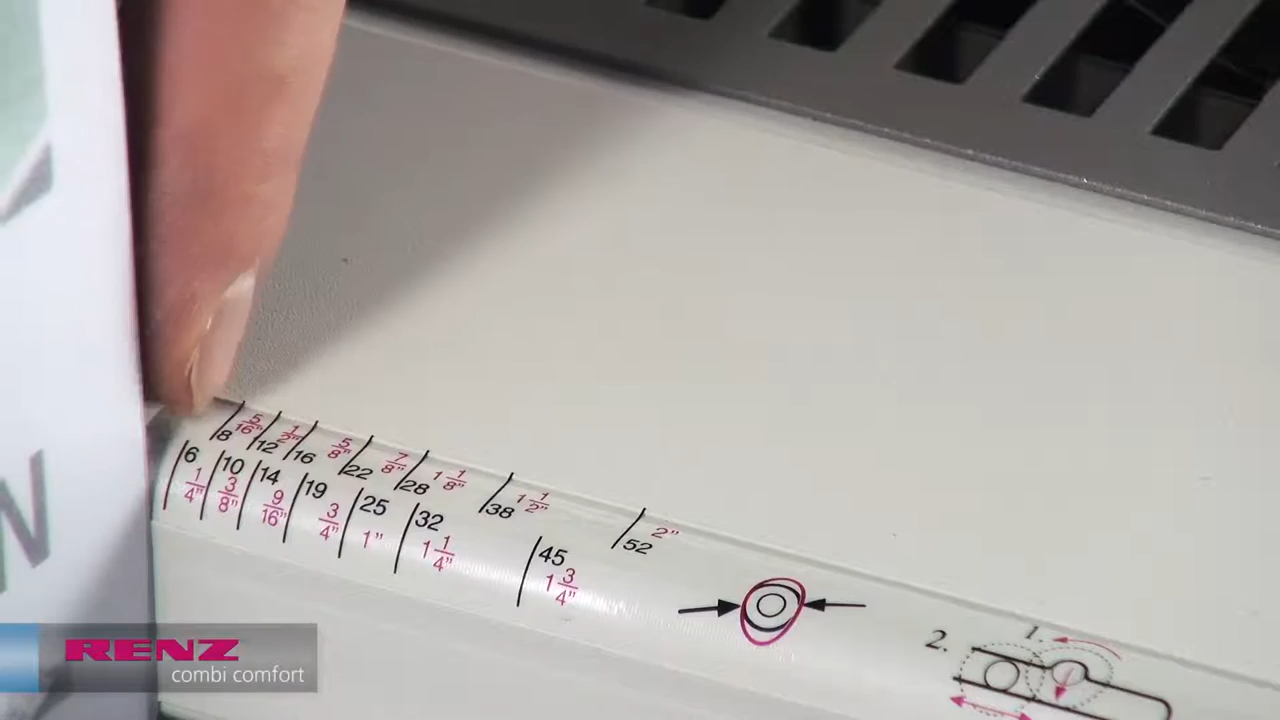 8 5/16" 12 1/2" 16 5/8" 22 7/8" 28 1 1/8" 38 1 1/2" 52 2"
6 1/4" 10 3/8" 14 9/16" 19 3/4" 25 1" 32 1 1/4" 45 1 3/4"
2. 1.
N
RENZ
combi comfort